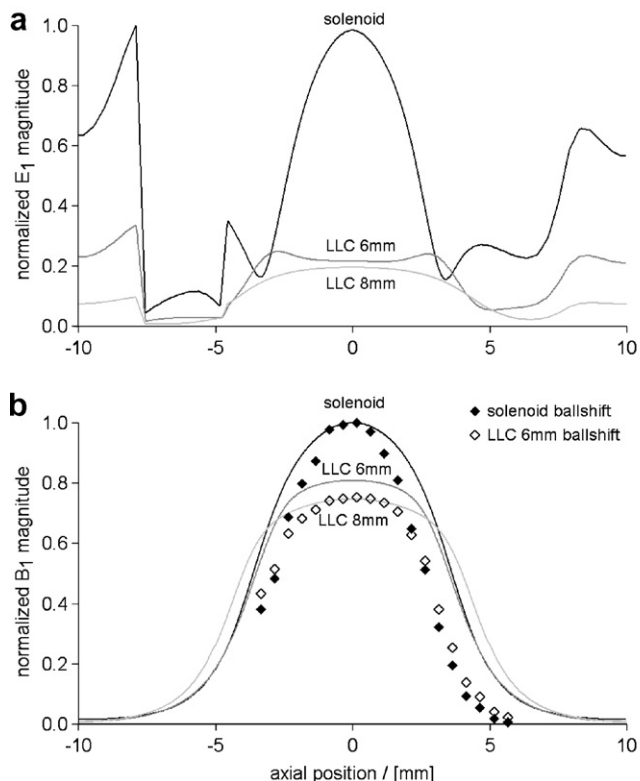 a
solenoid
normalized E1 magnitude
1.0
0.8
0.6
0.4
0.2
0.0
LLC 6mm
LLC 8mm
-10
-5
0
5
10
b
solenoid
solenoid ballshift
LLC 6mm ballshift
normalized B1 magnitude
1.0
0.8
0.6
0.4
0.2
0.0
LLC 6mm
LLC 8mm
-10
-5
0
5
10
axial position / [mm]